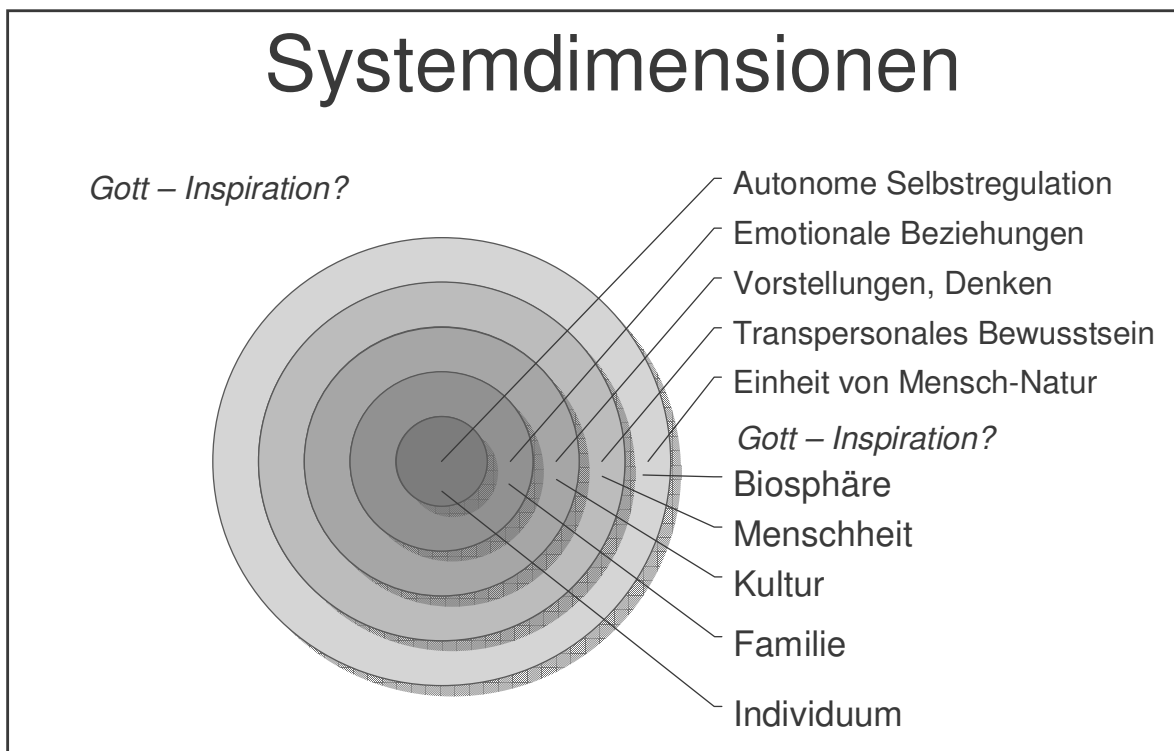 Systemdimensionen
Gott – Inspiration?
Autonome Selbstregulation
Emotionale Beziehungen
Vorstellungen, Denken
Transpersonales Bewusstsein
Einheit von Mensch-Natur
Gott – Inspiration?
Biosphäre
Menschheit
Kultur
Familie
Individuum